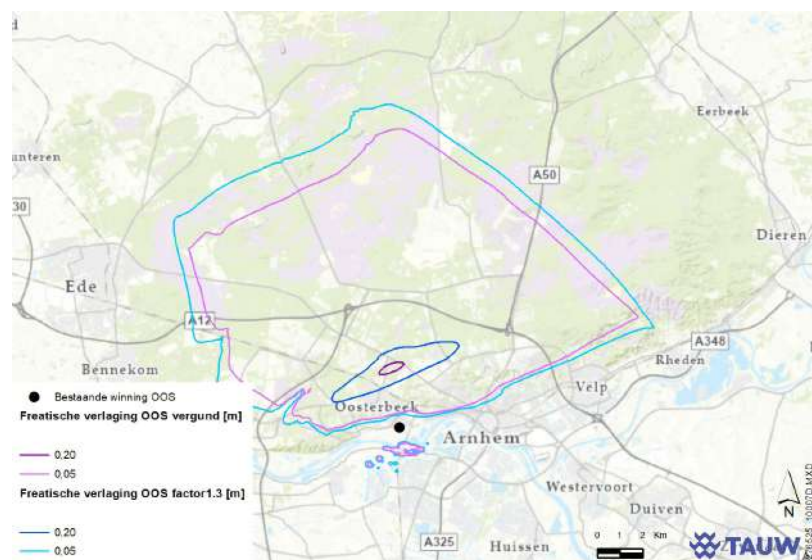 Eerbeek
A50
Dieren
Ede
A12
A348
Rheden
Bennekom
Velp
Oosterbeek
Arnhem
Westervoort
Duiven
A325
Huissen
Bestaande winning OOS
Freatische verlaging OOS vergund [m]
0,20
0,05
Freatische verlaging OOS factor1.3 [m]
0,20
0,05
N
0 1 2 Km
TAUW